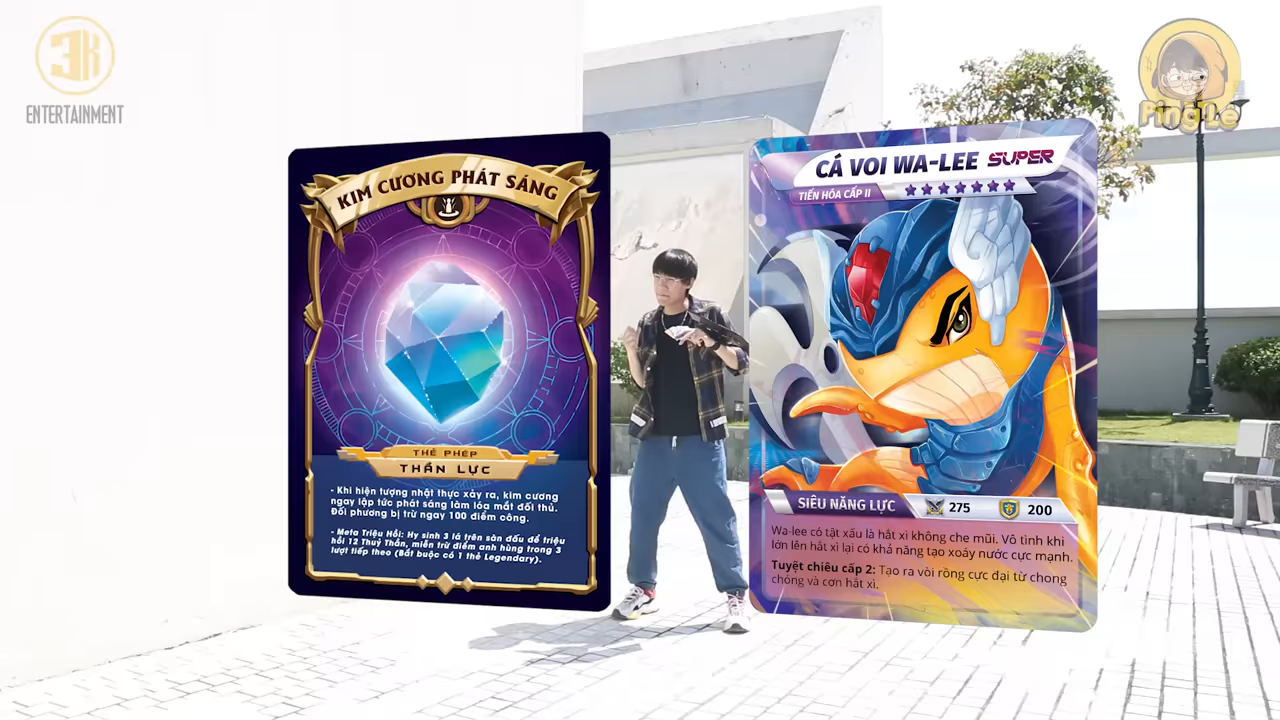 3K
ENTERTAINMENT
Ping Lê
KIM CƯƠNG PHÁT SÁNG
THẺ PHÉP
THẦN LỰC
- Khi hiện tượng nhật thực xảy ra, kim cương
ngay lập tức phát sáng làm lóa mắt đối thủ.
Đối phương bị trừ ngay 100 điểm công.
- Meta Triệu Hồi: Hy sinh 3 lá trên sàn đấu để triệu
hồi 12 Thuỷ Thần, miễn trừ điểm anh hùng trong 3
lượt tiếp theo (Bắt buộc có 1 thẻ Legendary).
CÁ VOI WA-LEE SUPER
TIẾN HÓA CẤP II
SIÊU NĂNG LỰC 275 200
Wa-lee có tật xấu là hắt xì không che mũi. Vô tình khi
lớn lên hắt xì lại có khả năng tạo xoáy nước cực mạnh.
Tuyệt chiêu cấp 2: Tạo ra vòi rồng cực đại từ chong
chóng và cơn hắt xì.